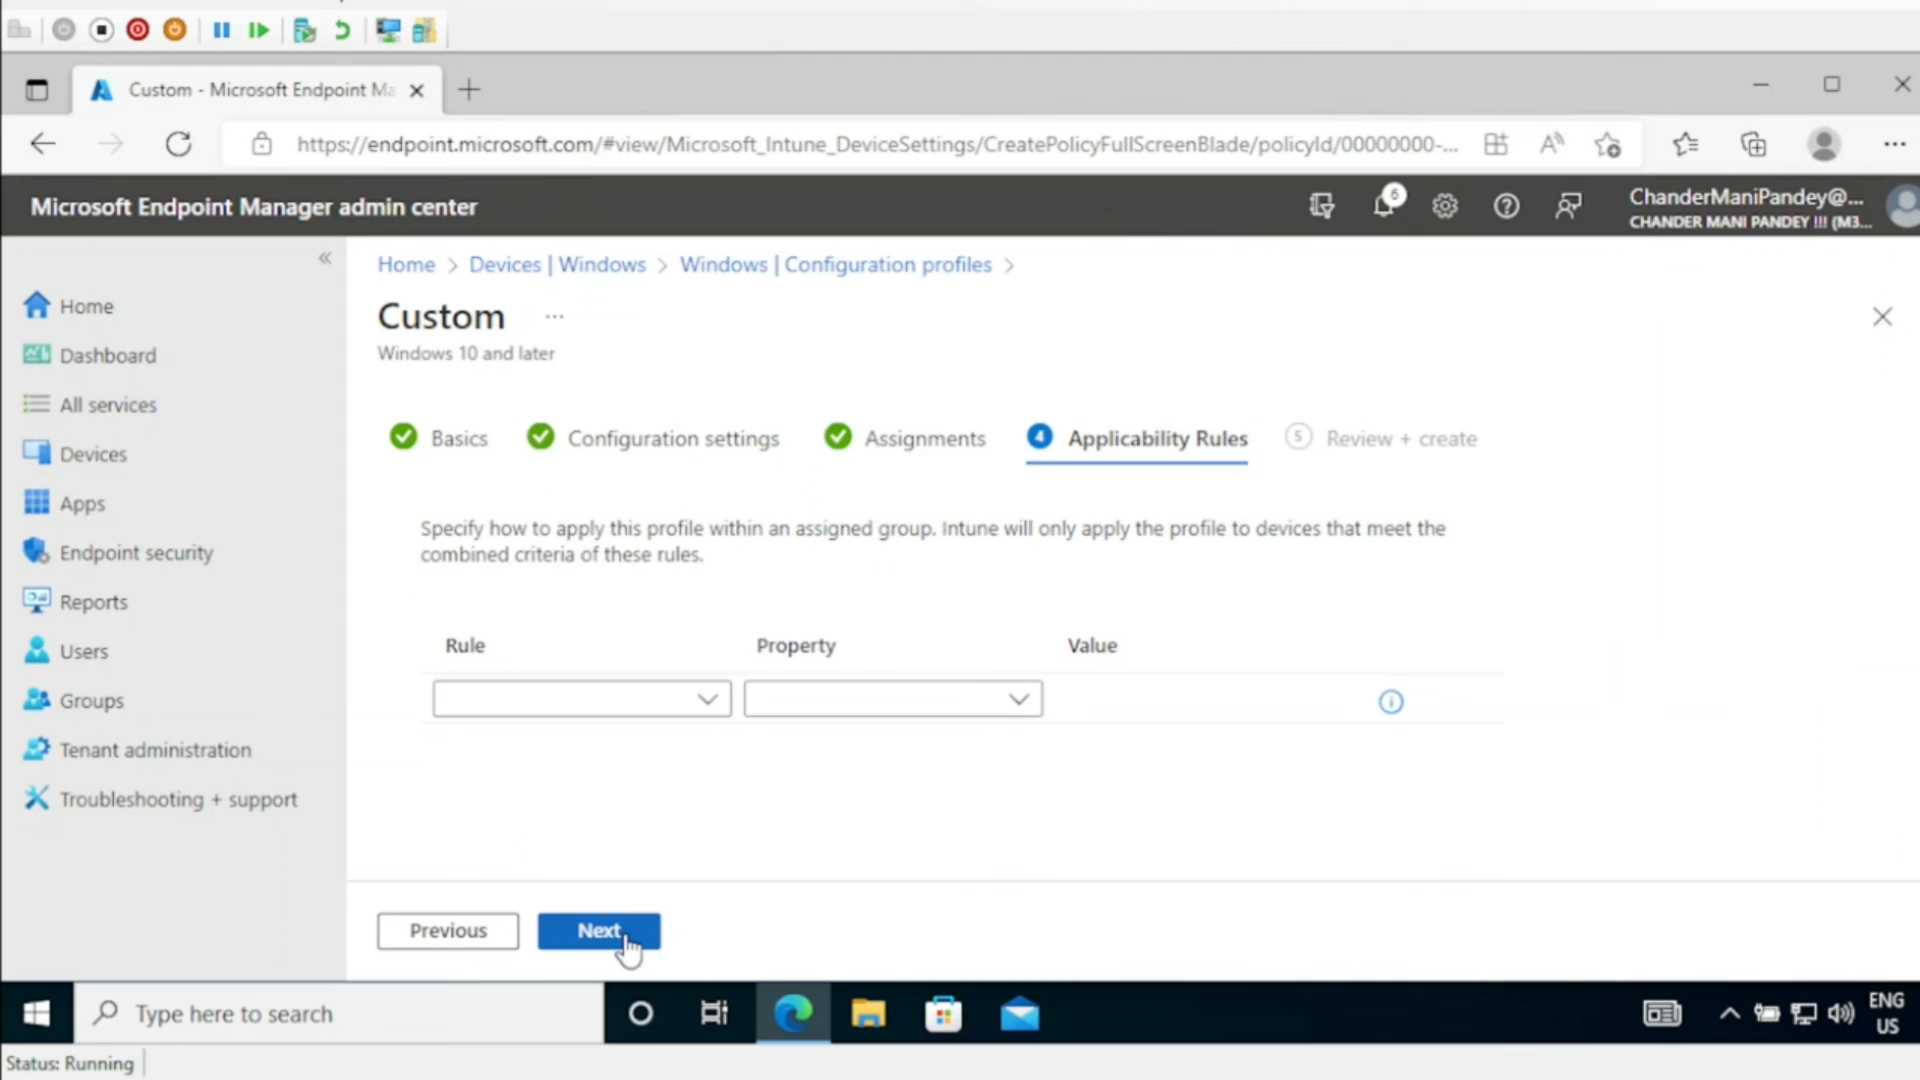 Custom - Microsoft Endpoint Ma
https://endpoint.microsoft.com/#view/Microsoft_Intune_DeviceSettings/CreatePolicyFullScreenBlade/policyId/00000000-...
Microsoft Endpoint Manager admin center
6
ChanderManiPandey@...
CHANDER MANI PANDEY !!! (M3...
Home > Devices | Windows > Windows | Configuration profiles >
Custom ...
Windows 10 and later
Home
Dashboard
All services
Devices
Apps
Endpoint security
Reports
Users
Groups
Tenant administration
Troubleshooting + support
Basics
Configuration settings
Assignments
4 Applicability Rules
5 Review + create
Specify how to apply this profile within an assigned group. Intune will only apply the profile to devices that meet the
combined criteria of these rules.
Rule Property Value
Previous
Next
Type here to search
ENG
US
Status: Running